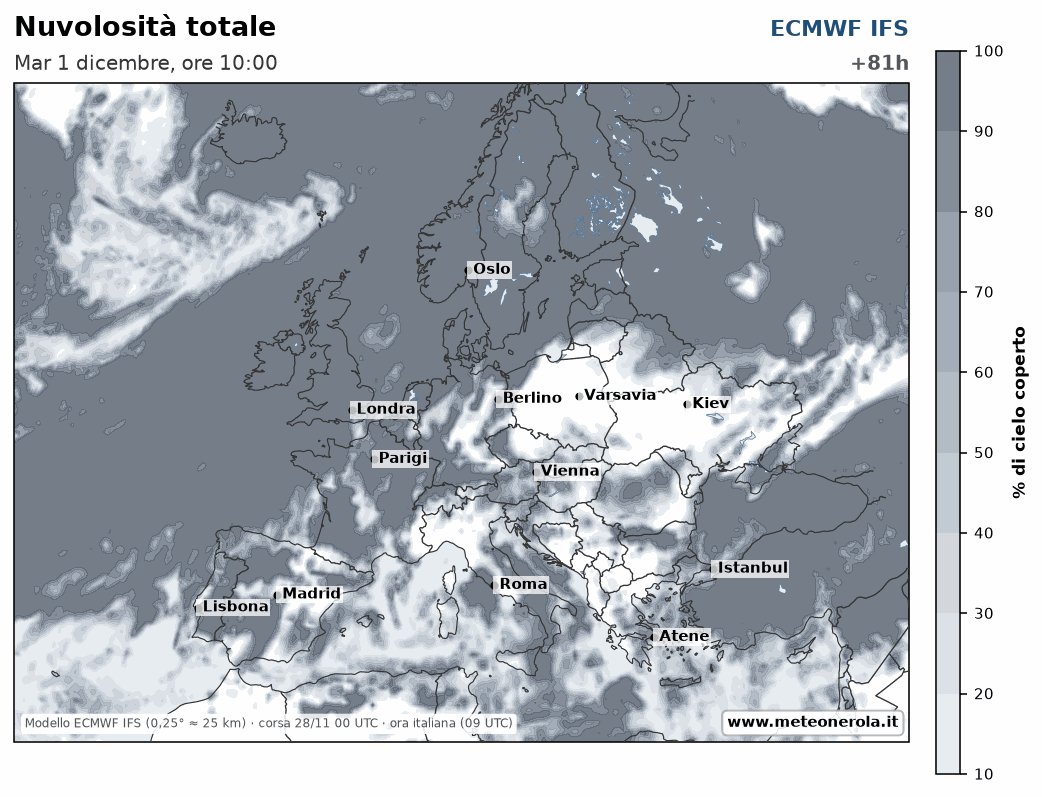 Nuvolosità totale
ECMWF IFS
Mar 1 dicembre, ore 10:00
+81h
100
90
80
70
60
50
40
30
20
10
% di cielo coperto
Oslo
Berlino
Varsavia
Kiev
Londra
Parigi
Vienna
Istanbul
Roma
Madrid
Lisbona
Atene
Modello ECMWF IFS (0,25° ≈ 25 km) · corsa 28/11 00 UTC · ora italiana (09 UTC)
www.meteonerola.it